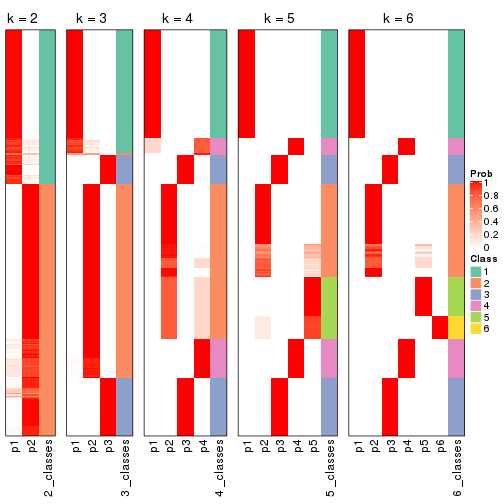 k = 2
k = 3
k = 4
k = 5
k = 6
p1
p2
2_classes
p1
p2
p3
3_classes
p1
p2
p3
p4
4_classes
p1
p2
p3
p4
p5
5_classes
p1
p2
p3
p4
p5
p6
6_classes
Prob
1
0.8
0.6
0.4
0.2
0
Class
1
2
3
4
5
6